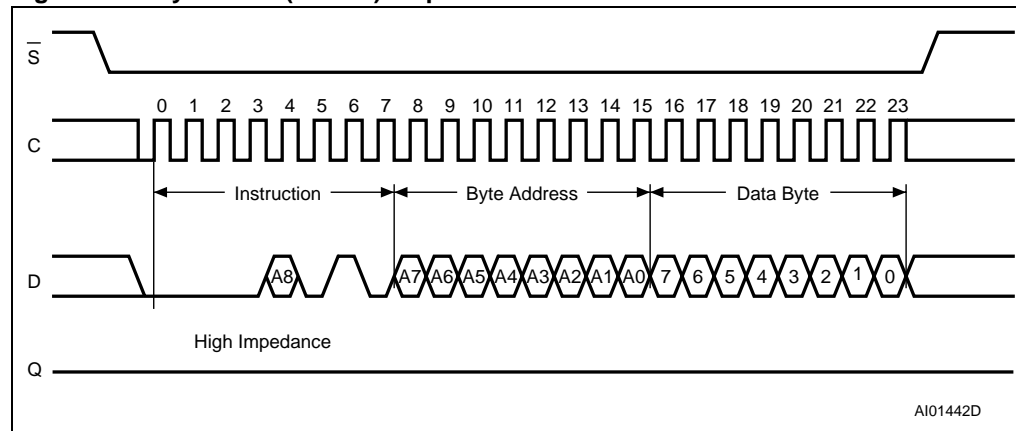 S
0 1 2 3 4 5 6 7 8 9 10 11 12 13 14 15 16 17 18 19 20 21 22 23
C
Instruction Byte Address Data Byte
D A8 A7 A6 A5 A4 A3 A2 A1 A0 7 6 5 4 3 2 1 0
High Impedance
Q
AI01442D